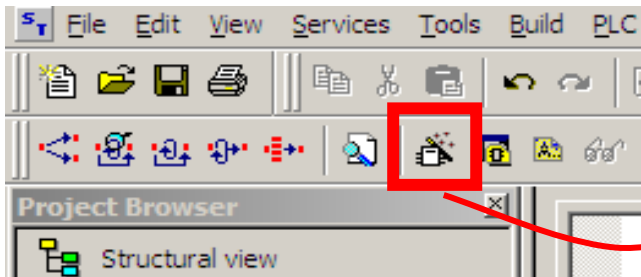 ST File Edit View Services Tools Build PLC
Project Browser
Structural view